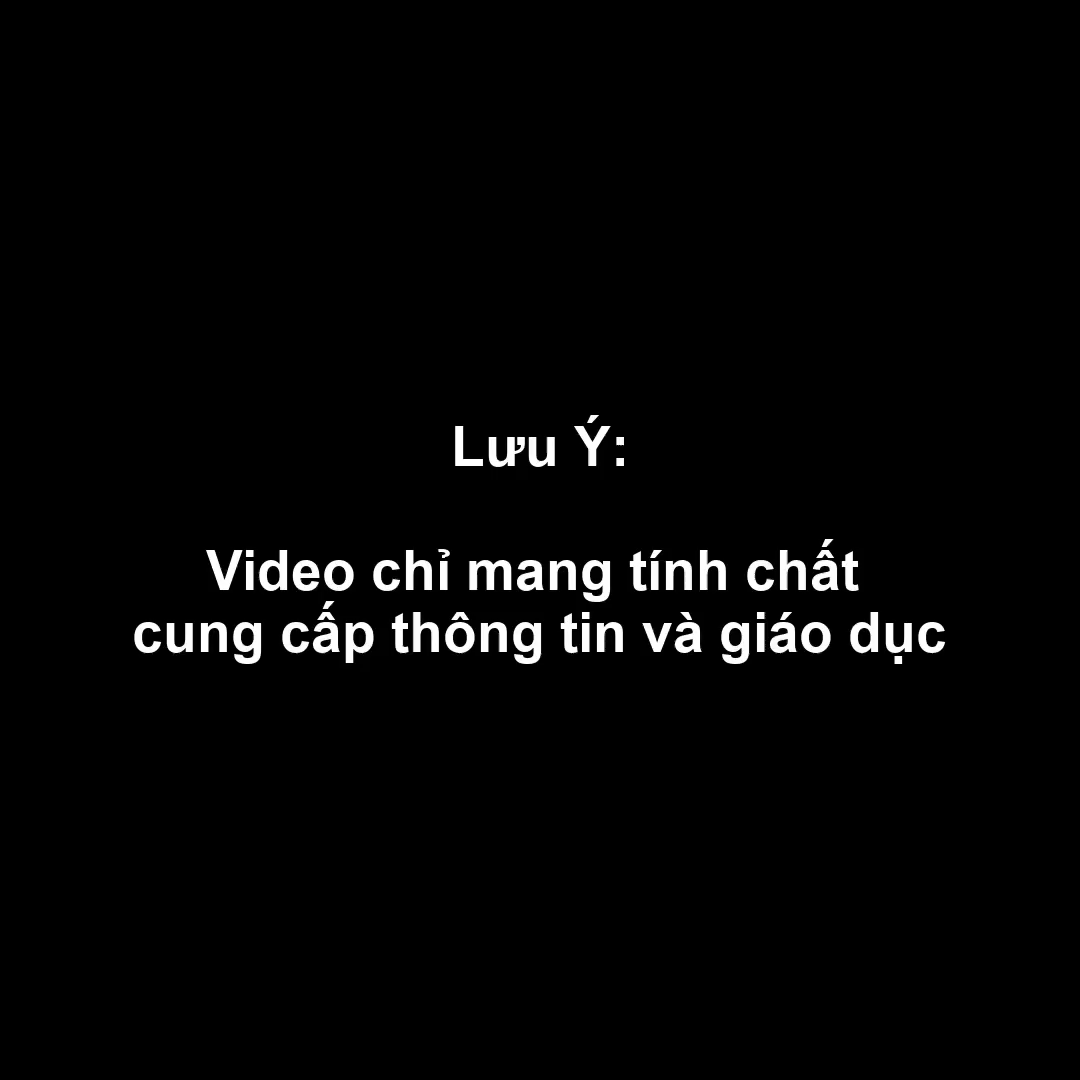 Lưu Ý:
Video chỉ mang tính chất
cung cấp thông tin và giáo dục